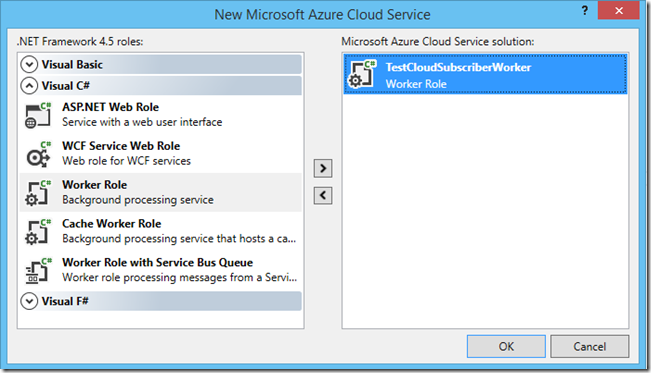 New Microsoft Azure Cloud Service
? ×
.NET Framework 4.5 roles:
Visual Basic
Visual C#
C#
ASP.NET Web Role
Service with a web user interface
C#
WCF Service Web Role
Web role for WCF services
C#
Worker Role
Background processing service
C#
Cache Worker Role
Background processing service that hosts a ca...
C#
Worker Role with Service Bus Queue
Worker role processing messages from a Servi...
Visual F#
>
<
Microsoft Azure Cloud Service solution:
C#
TestCloudSubscriberWorker
Worker Role
OK
Cancel